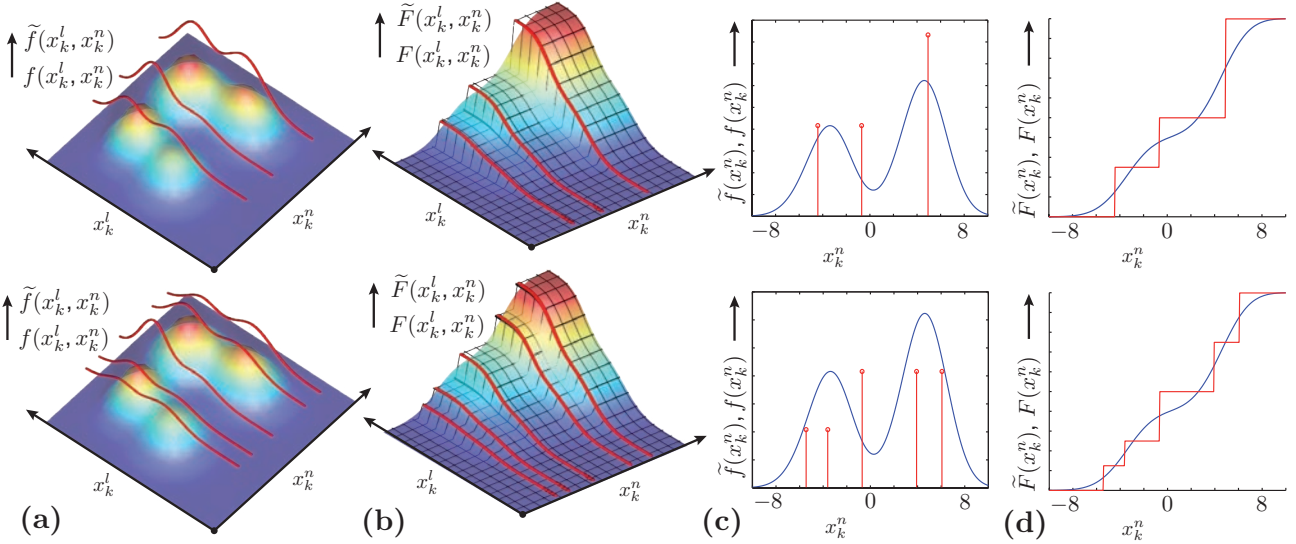 f̃(x_k^l, x_k^n)
f(x_k^l, x_k^n)
x_k^l
x_k^n
F̃(x_k^l, x_k^n)
F(x_k^l, x_k^n)
x_k^l
x_k^n
f̃(x_k^n), f(x_k^n)
−8 0 8
x_k^n
F̃(x_k^n), F(x_k^n)
−8 0 8
x_k^n
f̃(x_k^l, x_k^n)
f(x_k^l, x_k^n)
x_k^l
x_k^n
F̃(x_k^l, x_k^n)
F(x_k^l, x_k^n)
x_k^l
x_k^n
f̃(x_k^n), f(x_k^n)
−8 0 8
x_k^n
F̃(x_k^n), F(x_k^n)
−8 0 8
x_k^n
(a) (b) (c) (d)